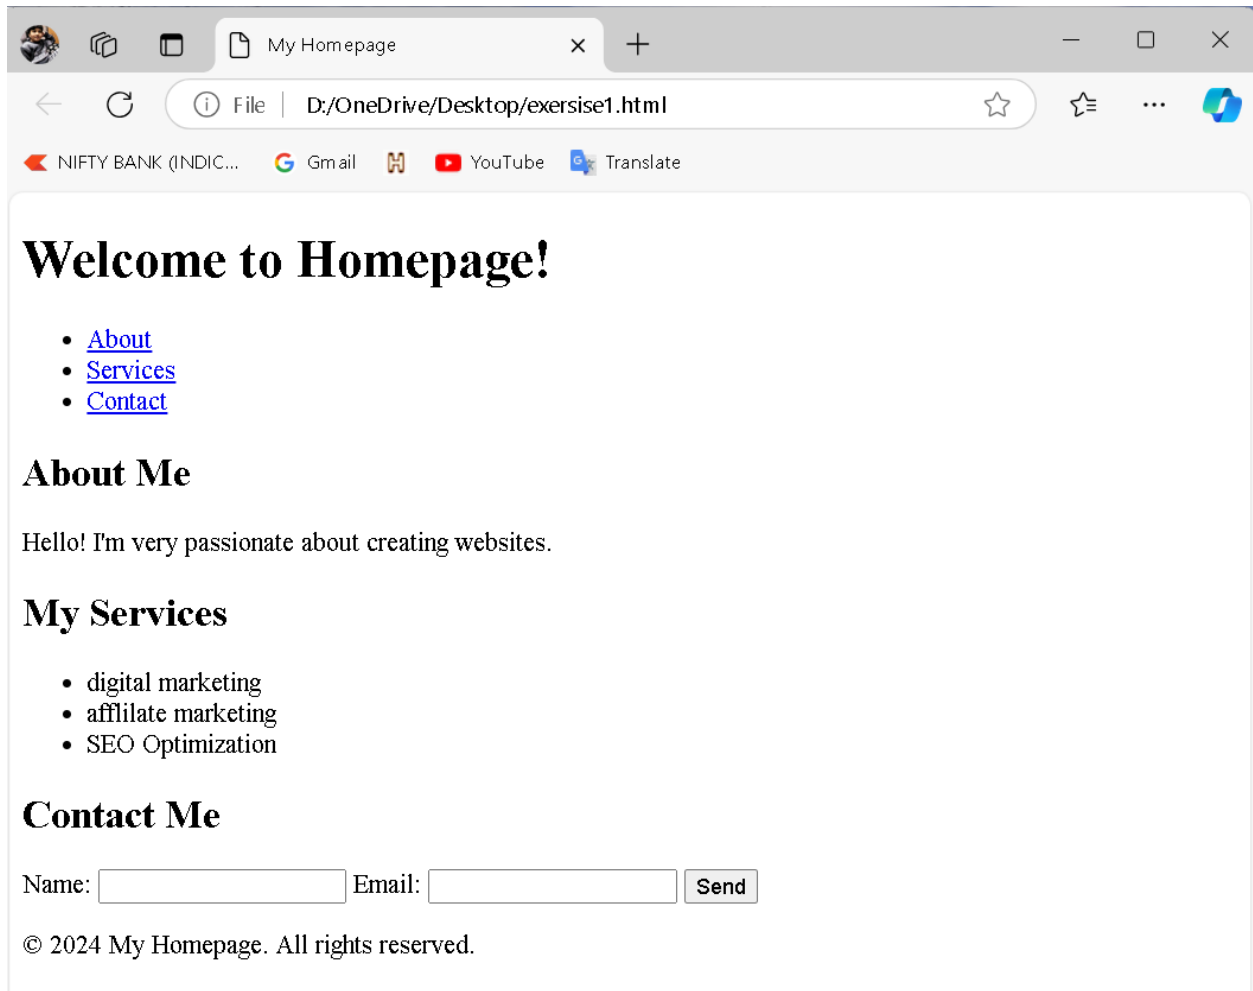 My Homepage
File D:/OneDrive/Desktop/exersise1.html
NIFTY BANK (INDIC... Gmail YouTube Translate
Welcome to Homepage!
• About
• Services
• Contact
About Me
Hello! I'm very passionate about creating websites.
My Services
• digital marketing
• afflilate marketing
• SEO Optimization
Contact Me
Name: Email: Send
© 2024 My Homepage. All rights reserved.